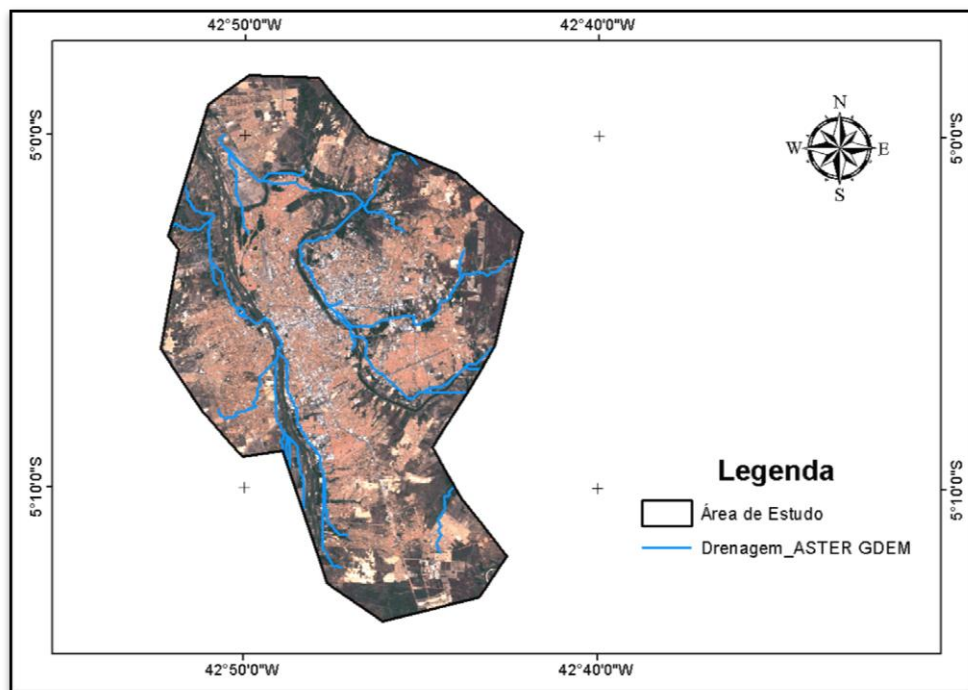 42°50'0"W 42°40'0"W
5°0'0"S
5°0'0"S
N
W E
S
5°10'0"S
5°10'0"S
Legenda
Área de Estudo
Drenagem_ASTER GDEM
42°50'0"W 42°40'0"W